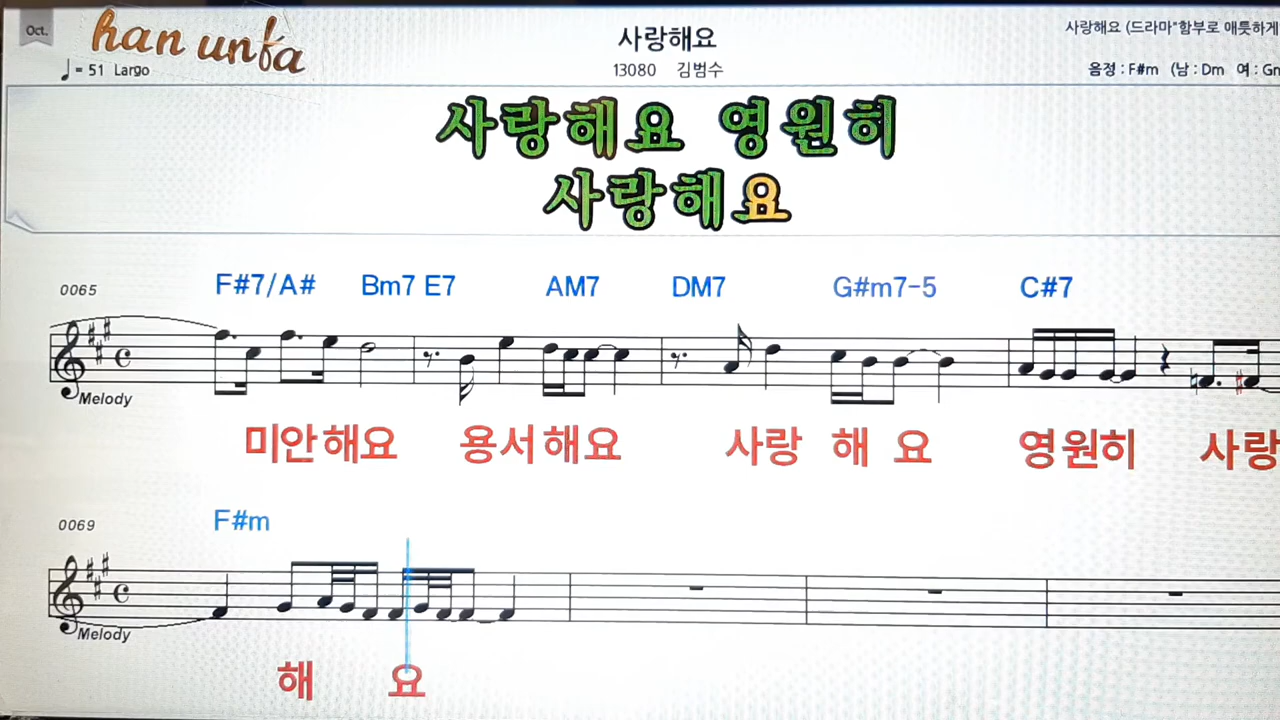 Oct.
han unfa
♩= 51 Largo
사랑해요
13080 김범수
사랑해요 (드라마"함부로 애틋하게
음정 : F#m (남 : Dm 여 : Gm
사랑해요 영원히
사랑해요
0065
F#7/A# Bm7 E7 AM7 DM7 G#m7-5 C#7
Melody
미안해요 용서해요 사랑 해 요 영원히 사랑
0069
F#m
Melody
해 요